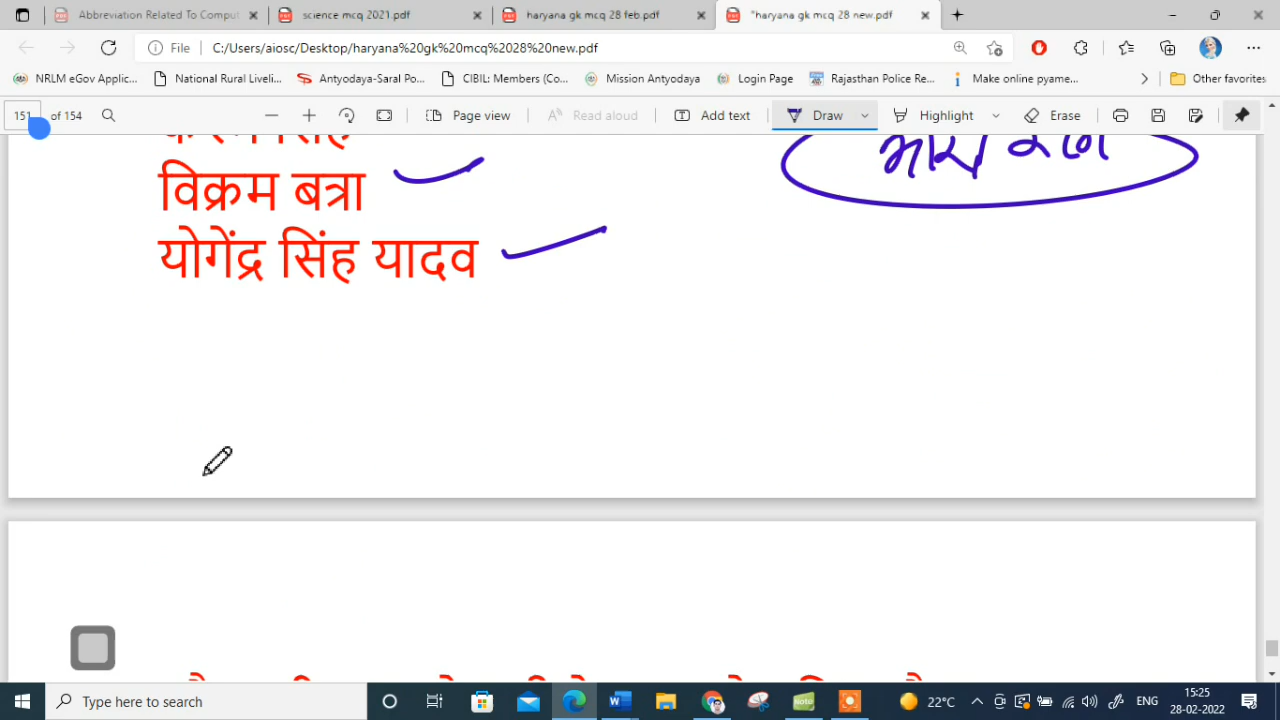 Abbreviation Related To Comput
science mcq 2021.pdf
haryana gk mcq 28 feb.pdf
*haryana gk mcq 28 new.pdf
File
C:/Users/aiosc/Desktop/haryana%20gk%20mcq%2028%20new.pdf
NRLM eGov Applic...
National Rural Liveli...
Antyodaya-Saral Po...
CIBIL: Members (Co...
Mission Antyodaya
Login Page
Rajasthan Police Re...
Make online pyame...
Other favorites
151 of 154
Page view
Read aloud
Add text
Draw
Highlight
Erase
विक्रम बत्रा
योगेंद्र सिंह यादव
Type here to search
22°C
ENG
15:25
28-02-2022